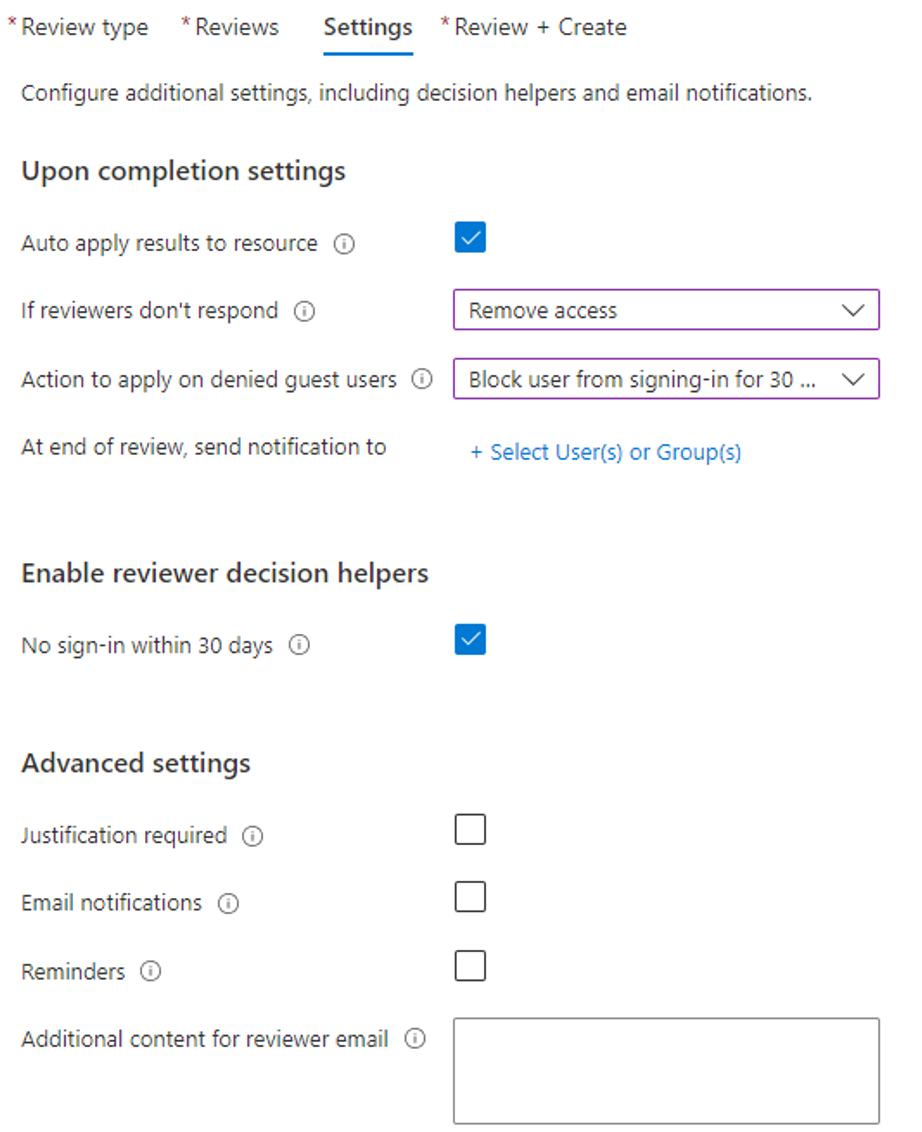 * Review type * Reviews Settings * Review + Create
Configure additional settings, including decision helpers and email notifications.
Upon completion settings
Auto apply results to resource
If reviewers don't respond Remove access
Action to apply on denied guest users Block user from signing-in for 30 ...
At end of review, send notification to + Select User(s) or Group(s)
Enable reviewer decision helpers
No sign-in within 30 days
Advanced settings
Justification required
Email notifications
Reminders
Additional content for reviewer email